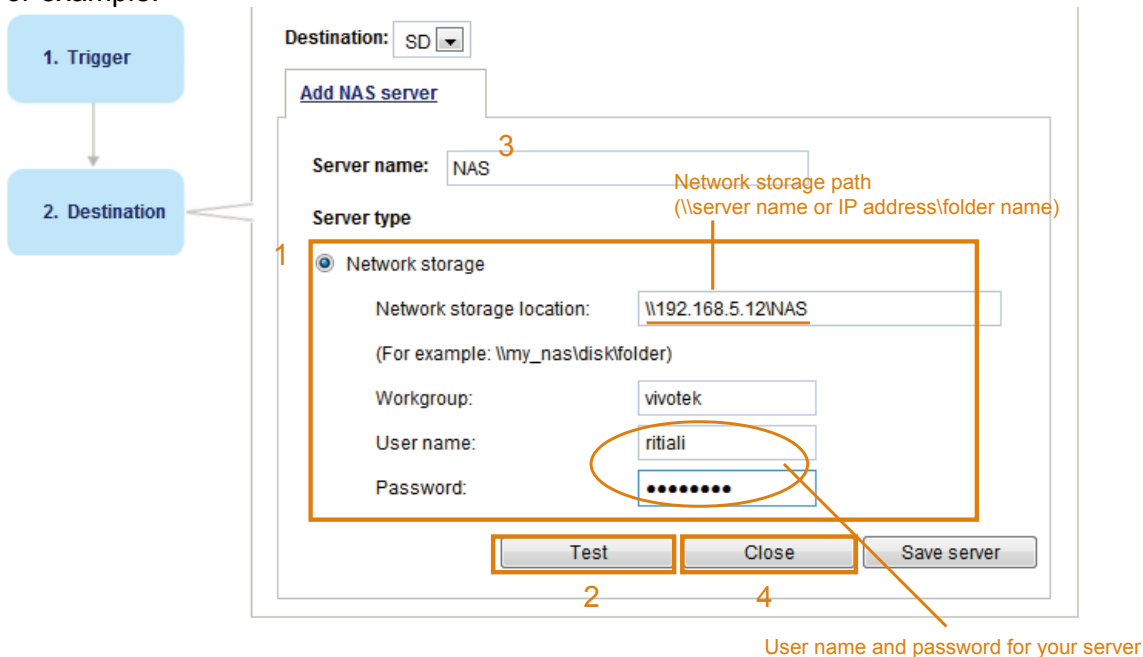 or example:
1. Trigger
2. Destination
Destination: SD
Add NAS server
3
Server name: NAS
Network storage path
(\\server name or IP address\folder name)
Server type
1
Network storage
Network storage location: \\192.168.5.12\NAS
(For example: \\my_nas\disk\folder)
Workgroup: vivotek
User name: ritiali
Password: ●●●●●●●●
Test Close Save server
2 4
User name and password for your server